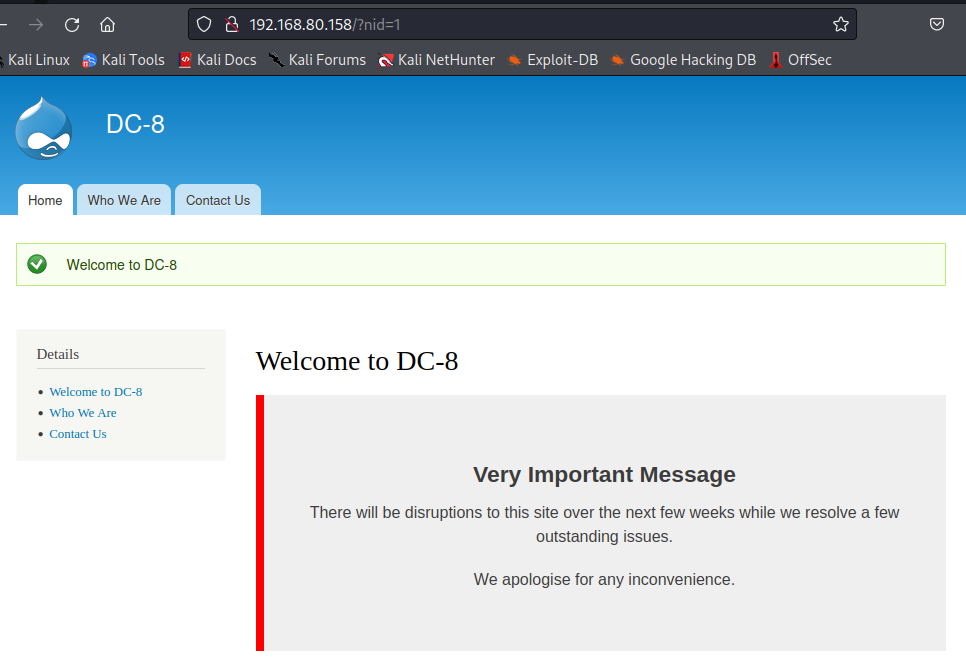 192.168.80.158/?nid=1
Kali Linux Kali Tools Kali Docs Kali Forums Kali NetHunter Exploit-DB Google Hacking DB OffSec
DC-8
Home Who We Are Contact Us
Welcome to DC-8
Details
Welcome to DC-8
Who We Are
Contact Us
Welcome to DC-8
Very Important Message
There will be disruptions to this site over the next few weeks while we resolve a few
outstanding issues.
We apologise for any inconvenience.